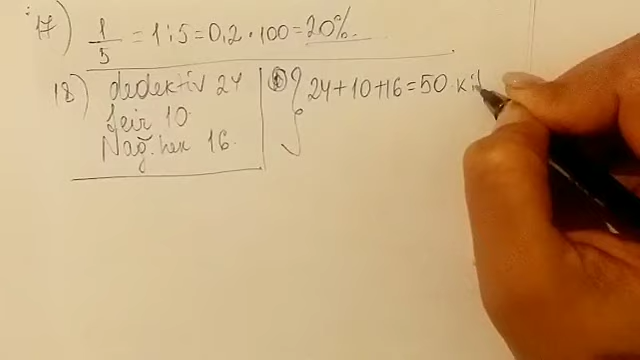 17) 1/5 = 1:5=0,2 · 100=20%.
18) dedektiv 24
Şeir 10
Nağ. hek 16.
① { 24+10+16=50 · kit